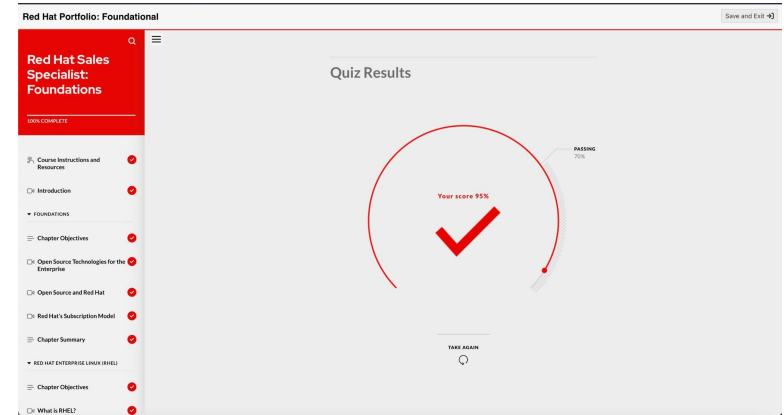 Red Hat Portfolio: Foundational
Save and Exit
Red Hat Sales
Specialist:
Foundations
100% COMPLETE
Course Instructions and
Resources
Introduction
FOUNDATIONS
Chapter Objectives
Open Source Technologies for the
Enterprise
Open Source and Red Hat
Red Hat's Subscription Model
Chapter Summary
RED HAT ENTERPRISE LINUX (RHEL)
Chapter Objectives
What is RHEL?
Quiz Results
PASSING
70%
Your score 95%
TAKE AGAIN